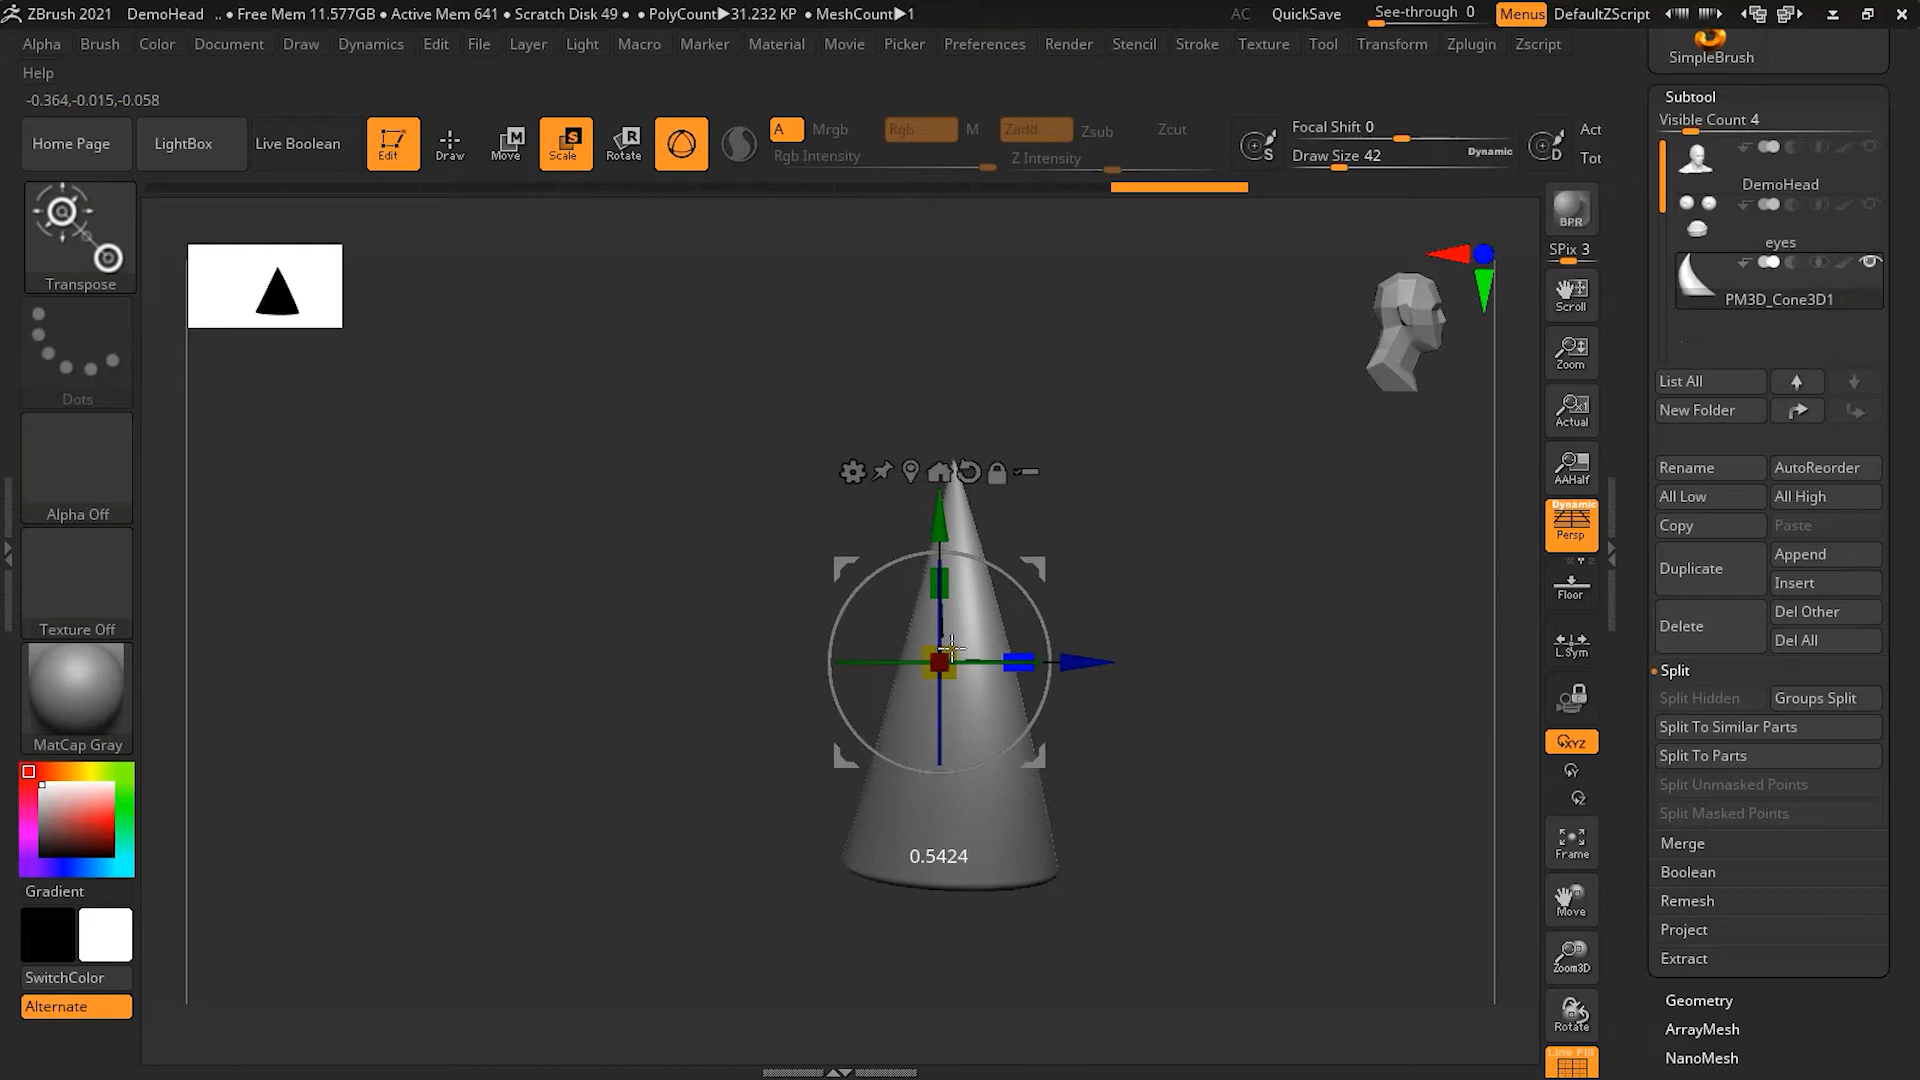 ZBrush 2021 DemoHead .. ● Free Mem 11.577GB ● Active Mem 641 ● Scratch Disk 49 ● ● PolyCount▶31.232 KP ● MeshCount▶1 AC QuickSave See-through 0 Menus DefaultZScript
Alpha Brush Color Document Draw Dynamics Edit File Layer Light Macro Marker Material Movie Picker Preferences Render Stencil Stroke Texture Tool Transform Zplugin Zscript
Help
-0.364,-0.015,-0.058
Home Page LightBox Live Boolean
Edit Draw Move Scale Rotate
M S R
A Mrgb Rgb M Zadd Zsub Zcut
Rgb Intensity Z Intensity
S
Focal Shift 0
Draw Size 42 Dynamic
D
Act
Tot
Transpose
Dots
Alpha Off
Texture Off
MatCap Gray
Gradient
SwitchColor
Alternate
0.5424
BPR
SPix 3
Scroll
Zoom
Actual
AAHalf
Dynamic
Persp
Floor
L.Sym
XYZ
Y
Z
Frame
Move
Zoom3D
Rotate
Line Fill
SimpleBrush
Subtool
Visible Count 4
DemoHead
eyes
PM3D_Cone3D1
List All
New Folder
Rename AutoReorder
All Low All High
Copy Paste
Duplicate Append
Insert
Delete Del Other
Del All
Split
Split Hidden Groups Split
Split To Similar Parts
Split To Parts
Split Unmasked Points
Split Masked Points
Merge
Boolean
Remesh
Project
Extract
Geometry
ArrayMesh
NanoMesh